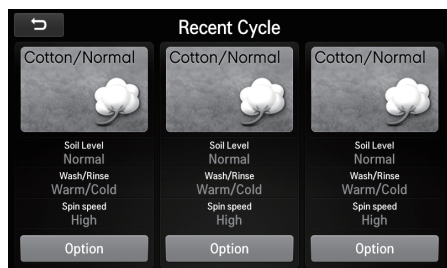 Recent Cycle
Cotton/Normal
Soil Level
Normal
Wash/Rinse
Warm/Cold
Spin speed
High
Option
Cotton/Normal
Soil Level
Normal
Wash/Rinse
Warm/Cold
Spin speed
High
Option
Cotton/Normal
Soil Level
Normal
Wash/Rinse
Warm/Cold
Spin speed
High
Option